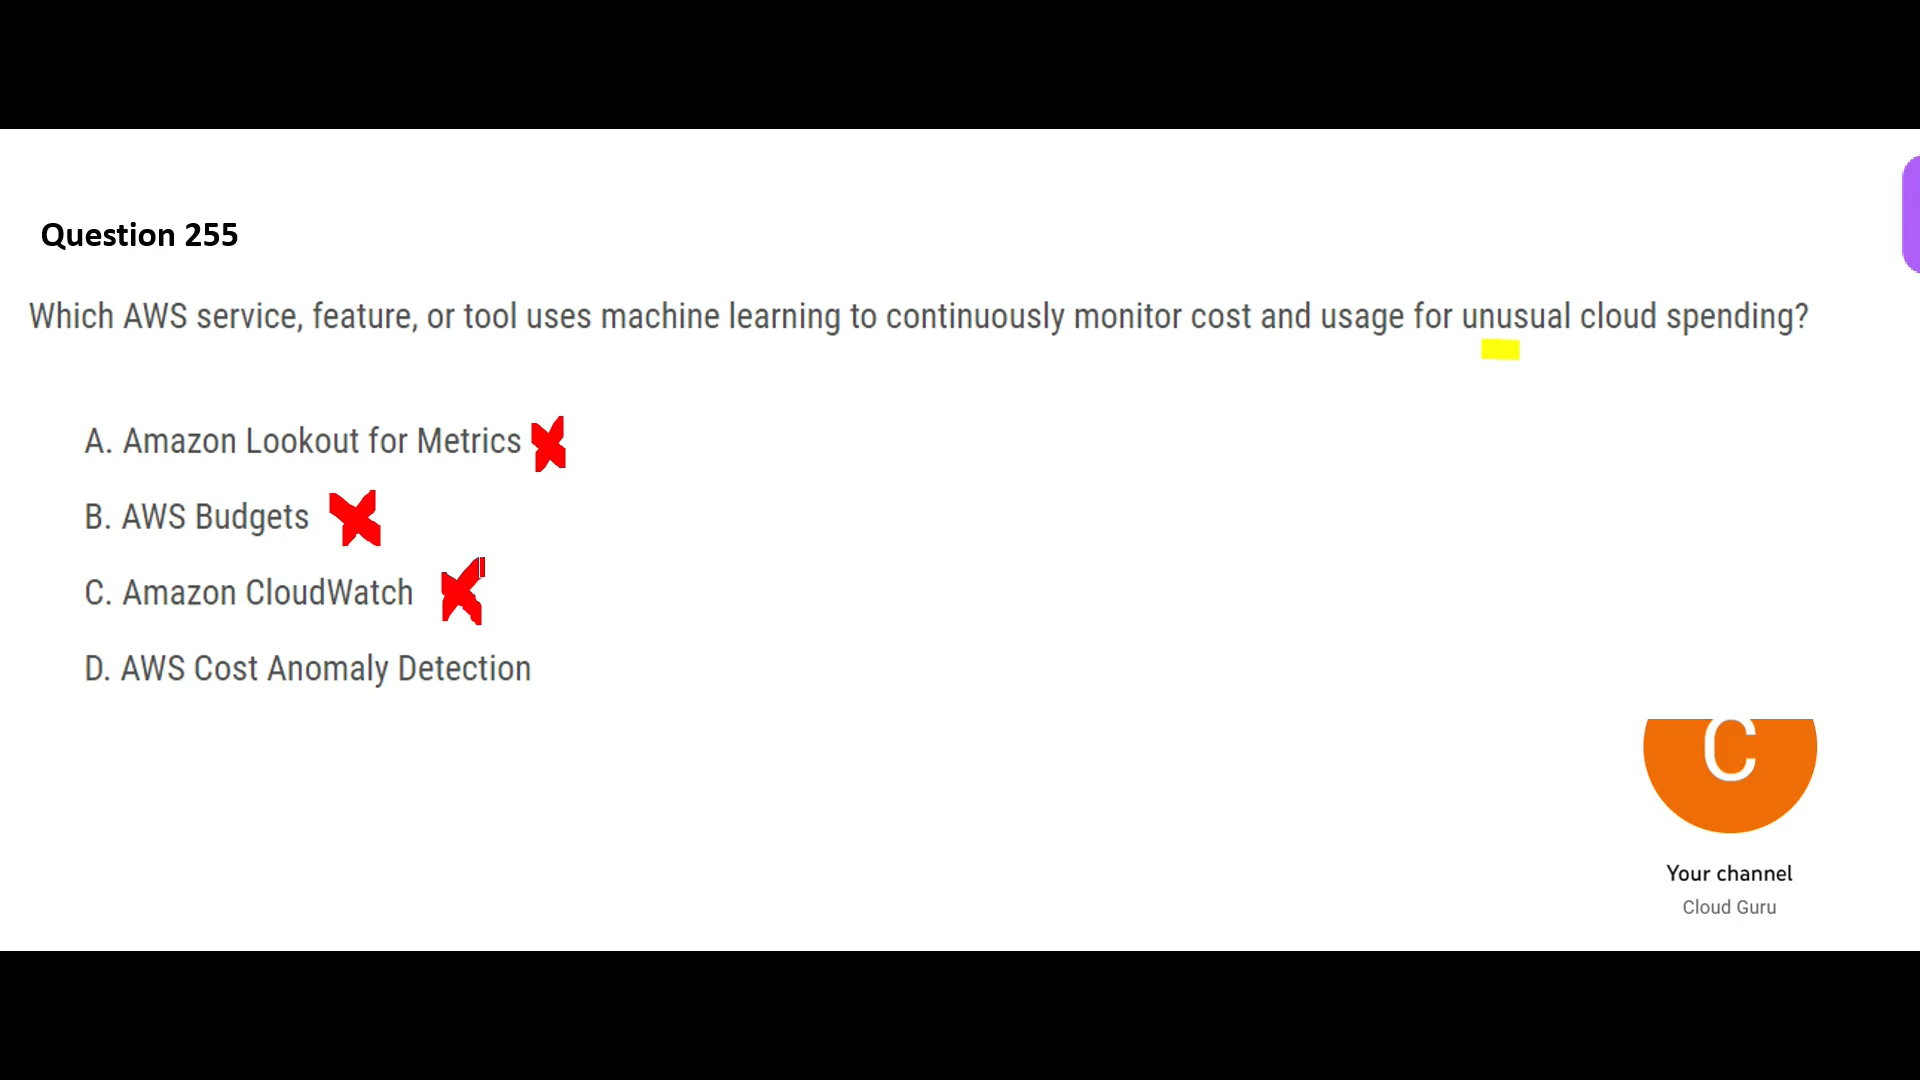 Question 255
Which AWS service, feature, or tool uses machine learning to continuously monitor cost and usage for unusual cloud spending?
A. Amazon Lookout for Metrics
B. AWS Budgets
C. Amazon CloudWatch
D. AWS Cost Anomaly Detection
C
Your channel
Cloud Guru